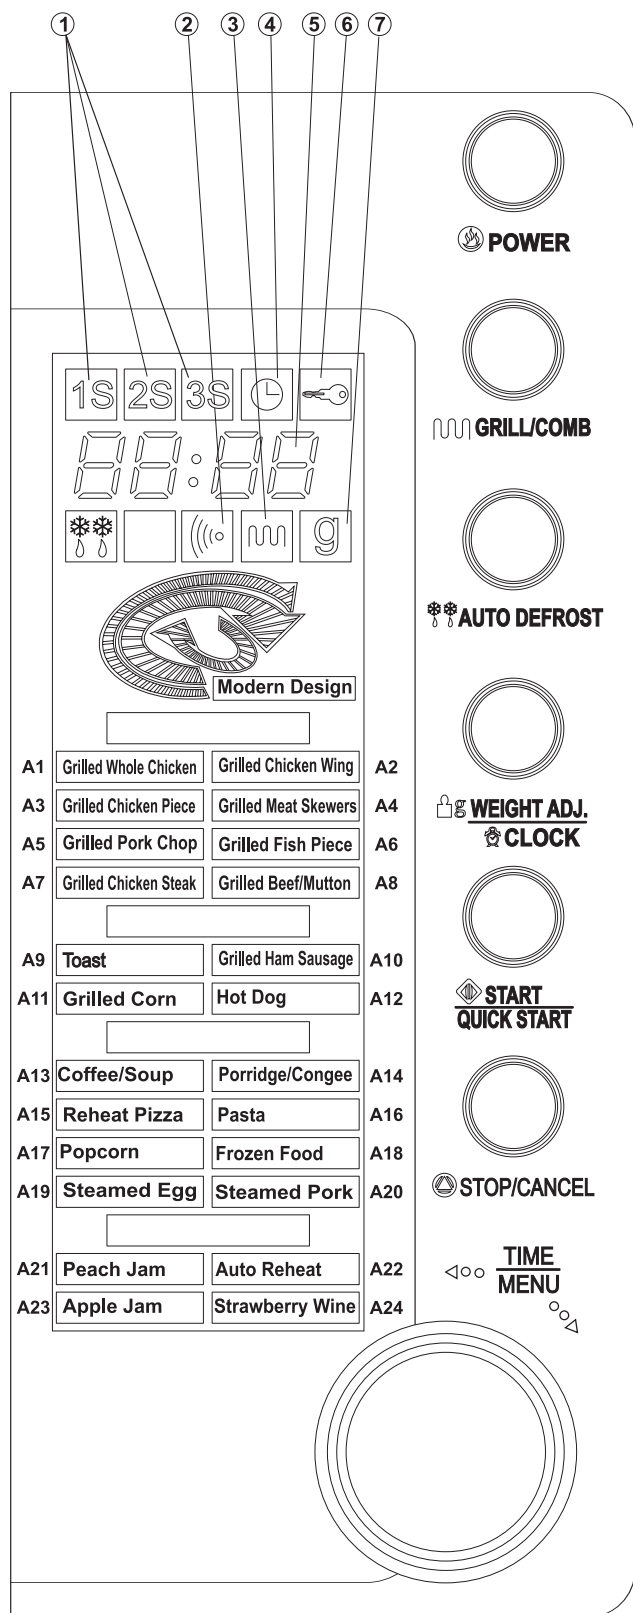 1 2 3 4 5 6 7
POWER
1S 2S 3S
GRILL/COMB
88:88
g
AUTO DEFROST
Modern Design
A1 Grilled Whole Chicken Grilled Chicken Wing A2
A3 Grilled Chicken Piece Grilled Meat Skewers A4
g WEIGHT ADJ.
A5 Grilled Pork Chop Grilled Fish Piece A6
CLOCK
A7 Grilled Chicken Steak Grilled Beef/Mutton A8
A9 Toast Grilled Ham Sausage A10
A11 Grilled Corn Hot Dog A12
START
QUICK START
A13 Coffee/Soup Porridge/Congee A14
A15 Reheat Pizza Pasta A16
A17 Popcorn Frozen Food A18
A19 Steamed Egg Steamed Pork A20
STOP/CANCEL
TIME
A21 Peach Jam Auto Reheat A22
MENU
A23 Apple Jam Strawberry Wine A24